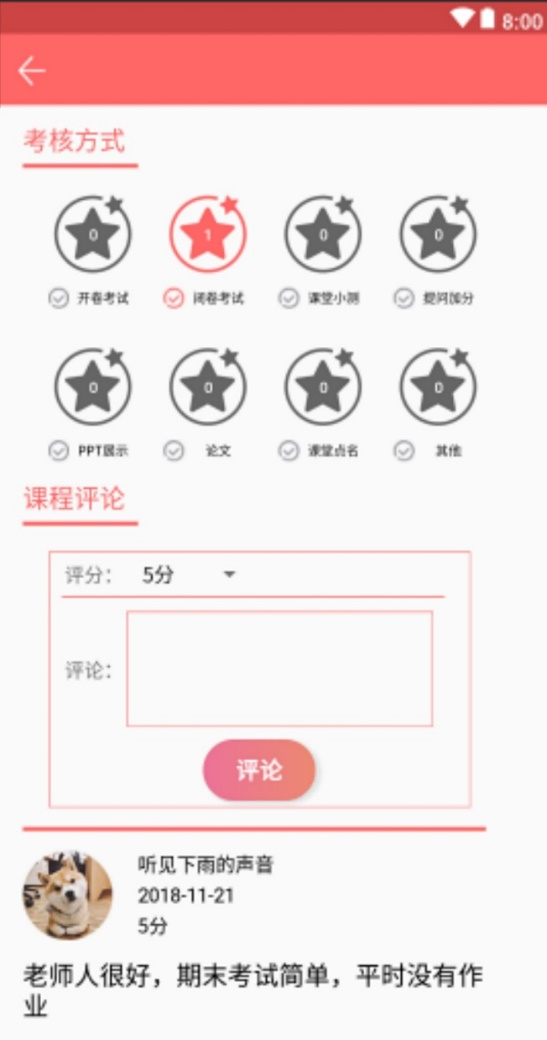 8:00
考核方式
0 1 0 0
开卷考试 闭卷考试 课堂小测 提问加分
0 0 0 0
PPT展示 论文 课堂点名 其他
课程评论
评分： 5分
评论：
评论
听见下雨的声音
2018-11-21
5分
老师人很好，期末考试简单，平时没有作
业